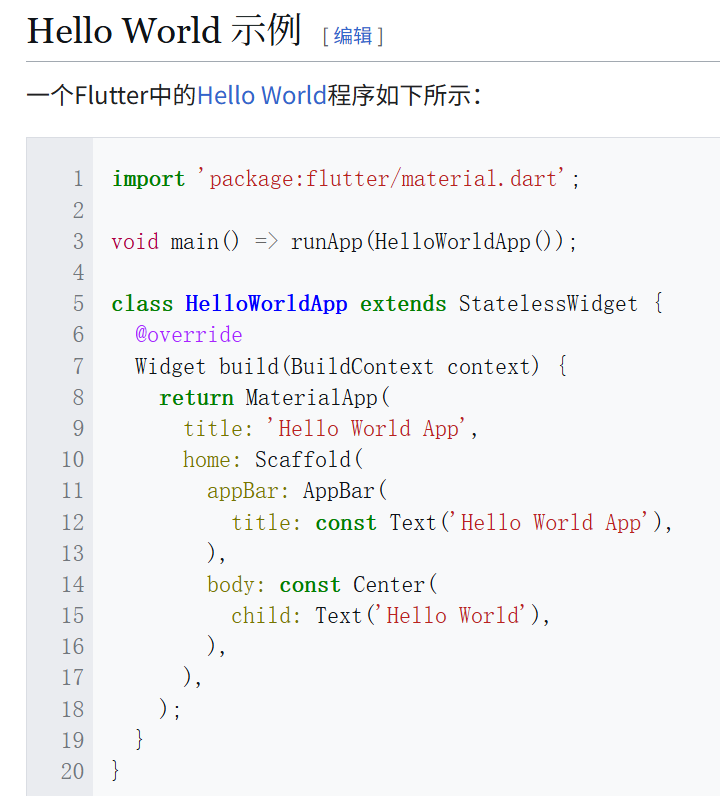 Hello World 示例 [ 编辑 ]
一个Flutter中的Hello World程序如下所示：
1 import 'package:flutter/material.dart';
2
3 void main() => runApp(HelloWorldApp());
4
5 class HelloWorldApp extends StatelessWidget {
6   @override
7   Widget build(BuildContext context) {
8     return MaterialApp(
9       title: 'Hello World App',
10       home: Scaffold(
11         appBar: AppBar(
12           title: const Text('Hello World App'),
13         ),
14         body: const Center(
15           child: Text('Hello World'),
16         ),
17       ),
18     );
19   }
20 }